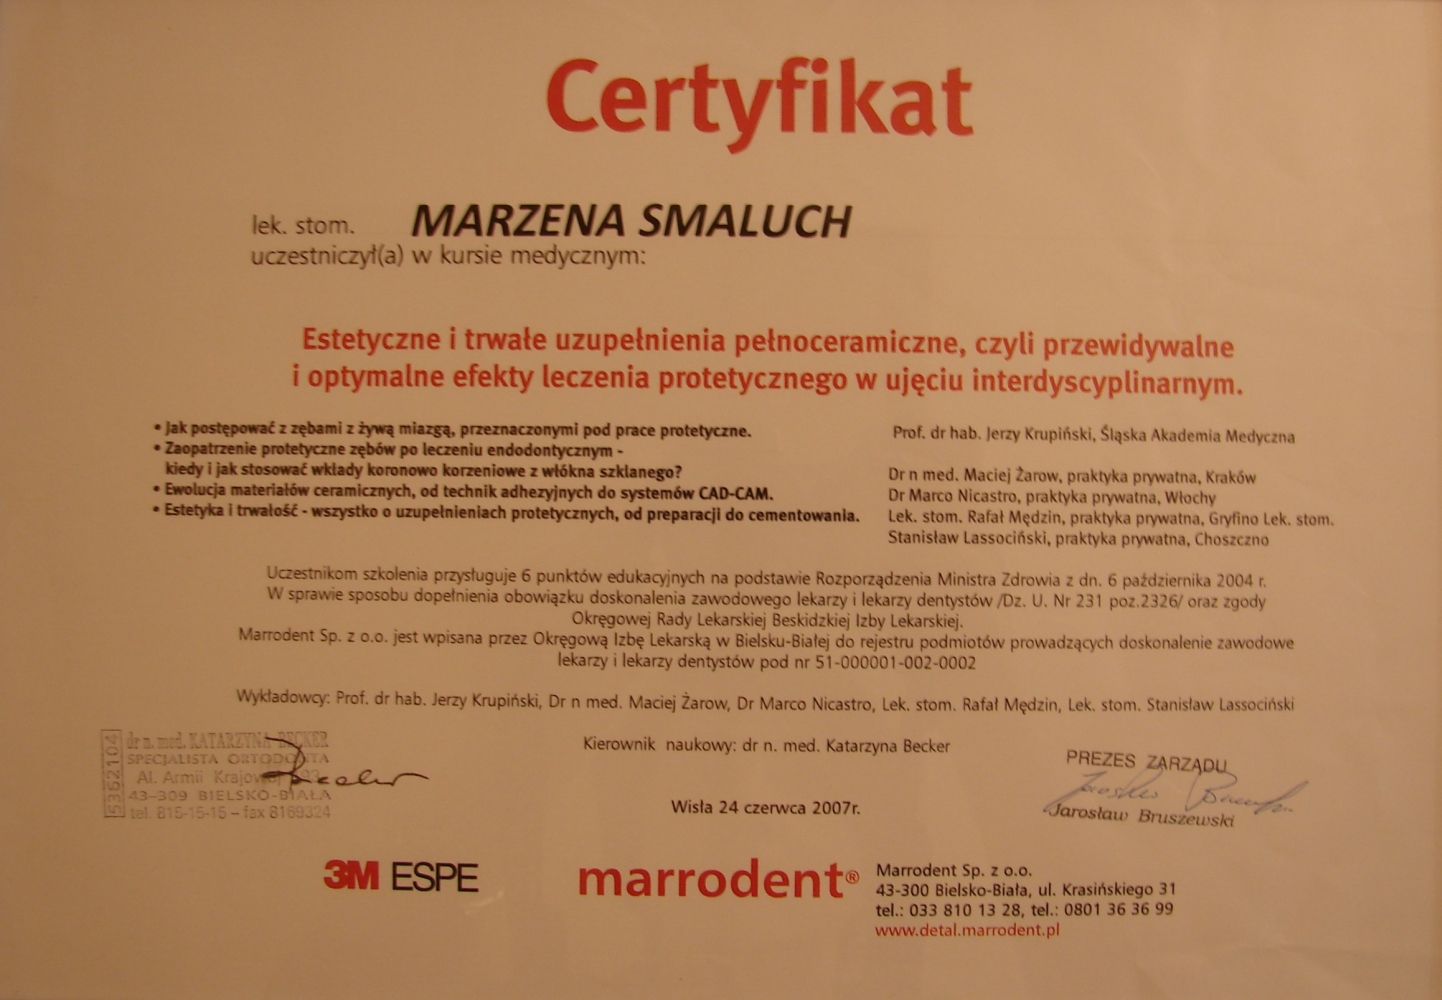 Certyfikat
lek. stom. MARZENA SMALUCH
uczestniczył(a) w kursie medycznym:
Estetyczne i trwałe uzupełnienia pełnoceramiczne, czyli przewidywalne
i optymalne efekty leczenia protetycznego w ujęciu interdyscyplinarnym.
• Jak postępować z zębami z żywą miazgą, przeznaczonymi pod prace protetyczne.
• Zaopatrzenie protetyczne zębów po leczeniu endodontycznym -
kiedy i jak stosować wkłady koronowo korzeniowe z włókna szklanego?
• Ewolucja materiałów ceramicznych, od technik adhezyjnych do systemów CAD-CAM.
• Estetyka i trwałość - wszystko o uzupełnieniach protetycznych, od preparacji do cementowania.
Prof. dr hab. Jerzy Krupiński, Śląska Akademia Medyczna
Dr n med. Maciej Żarow, praktyka prywatna, Kraków
Dr Marco Nicastro, praktyka prywatna, Włochy
Lek. stom. Rafał Mędzin, praktyka prywatna, Gryfino Lek. stom.
Stanisław Lassociński, praktyka prywatna, Choszczno
Uczestnikom szkolenia przysługuje 6 punktów edukacyjnych na podstawie Rozporządzenia Ministra Zdrowia z dn. 6 października 2004 r.
W sprawie sposobu dopełnienia obowiązku doskonalenia zawodowego lekarzy i lekarzy dentystów /Dz. U. Nr 231 poz.2326/ oraz zgody
Okręgowej Rady Lekarskiej Beskidzkiej Izby Lekarskiej.
Marrodent Sp. z o.o. jest wpisana przez Okręgową Izbę Lekarską w Bielsku-Białej do rejestru podmiotów prowadzących doskonalenie zawodowe
lekarzy i lekarzy dentystów pod nr 51-000001-002-0002
Wykładowcy: Prof. dr hab. Jerzy Krupiński, Dr n med. Maciej Żarow, Dr Marco Nicastro, Lek. stom. Rafał Mędzin, Lek. stom. Stanisław Lassociński
dr n. med. KATARZYNA BECKER
SPECJALISTA ORTODONTA
Al. Armii Krajowej
43-309 BIELSKO-BIAŁA
tel. 815-15-15 – fax 8169324
Kierownik naukowy: dr n. med. Katarzyna Becker
Wisła 24 czerwca 2007r.
PREZES ZARZĄDU
Jarosław Bruszewski
3M ESPE
marrodent®
Marrodent Sp. z o.o.
43-300 Bielsko-Biała, ul. Krasińskiego 31
tel.: 033 810 13 28, tel.: 0801 36 36 99
www.detal.marrodent.pl